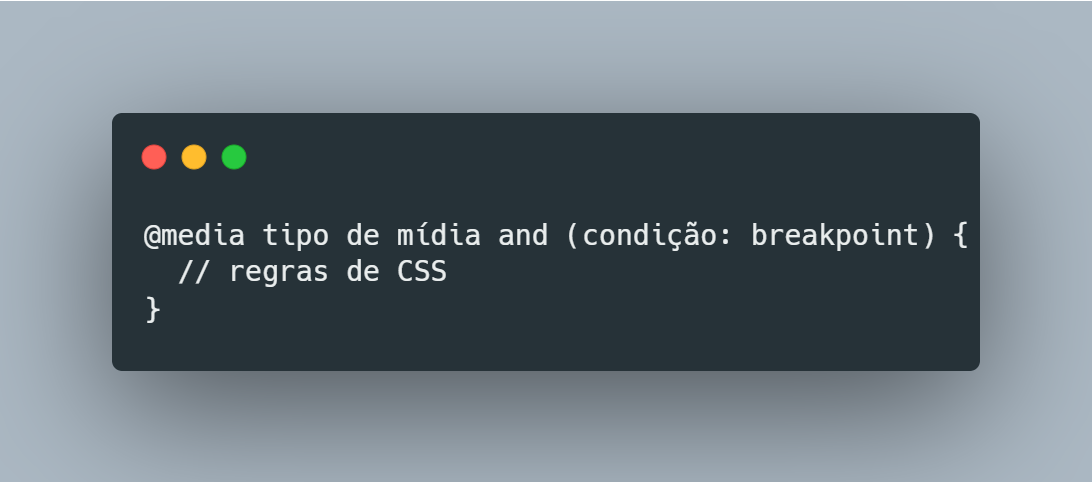 @media tipo de mídia and (condição: breakpoint) {
// regras de CSS
}